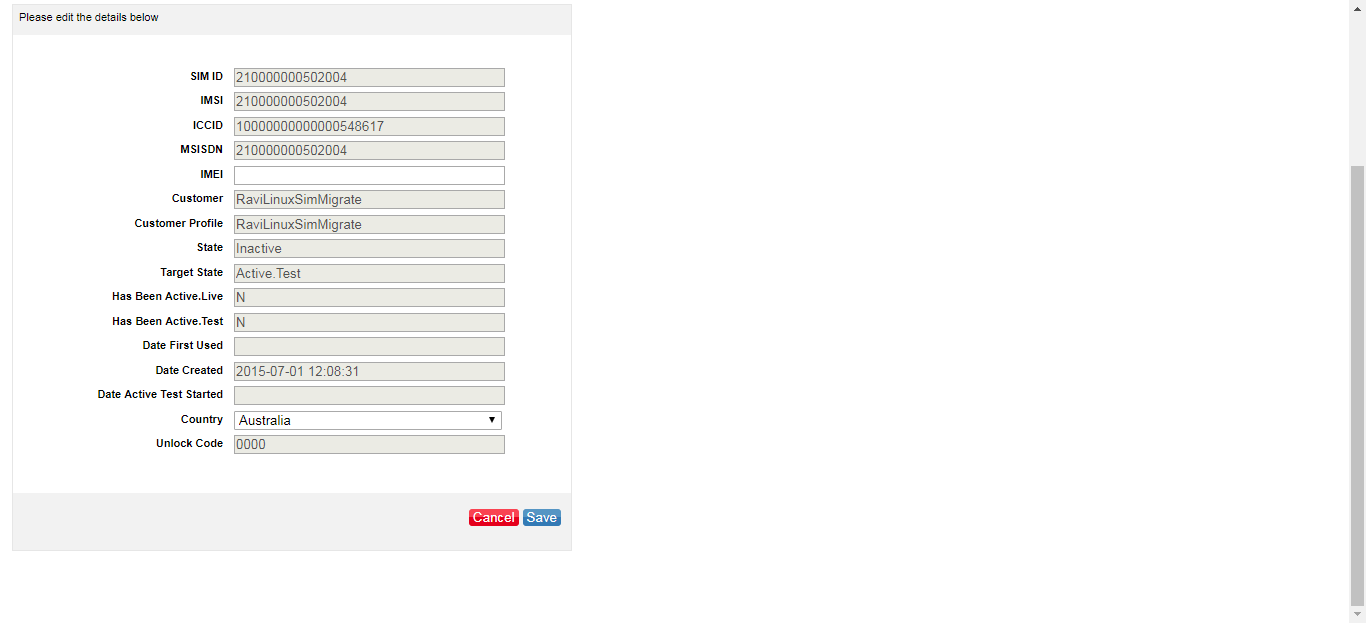 Please edit the details below
SIM ID 210000000502004
IMSI 210000000502004
ICCID 10000000000000548617
MSISDN 210000000502004
IMEI
Customer RaviLinuxSimMigrate
Customer Profile RaviLinuxSimMigrate
State Inactive
Target State Active.Test
Has Been Active.Live N
Has Been Active.Test N
Date First Used
Date Created 2015-07-01 12:08:31
Date Active Test Started
Country Australia
Unlock Code 0000
Cancel Save